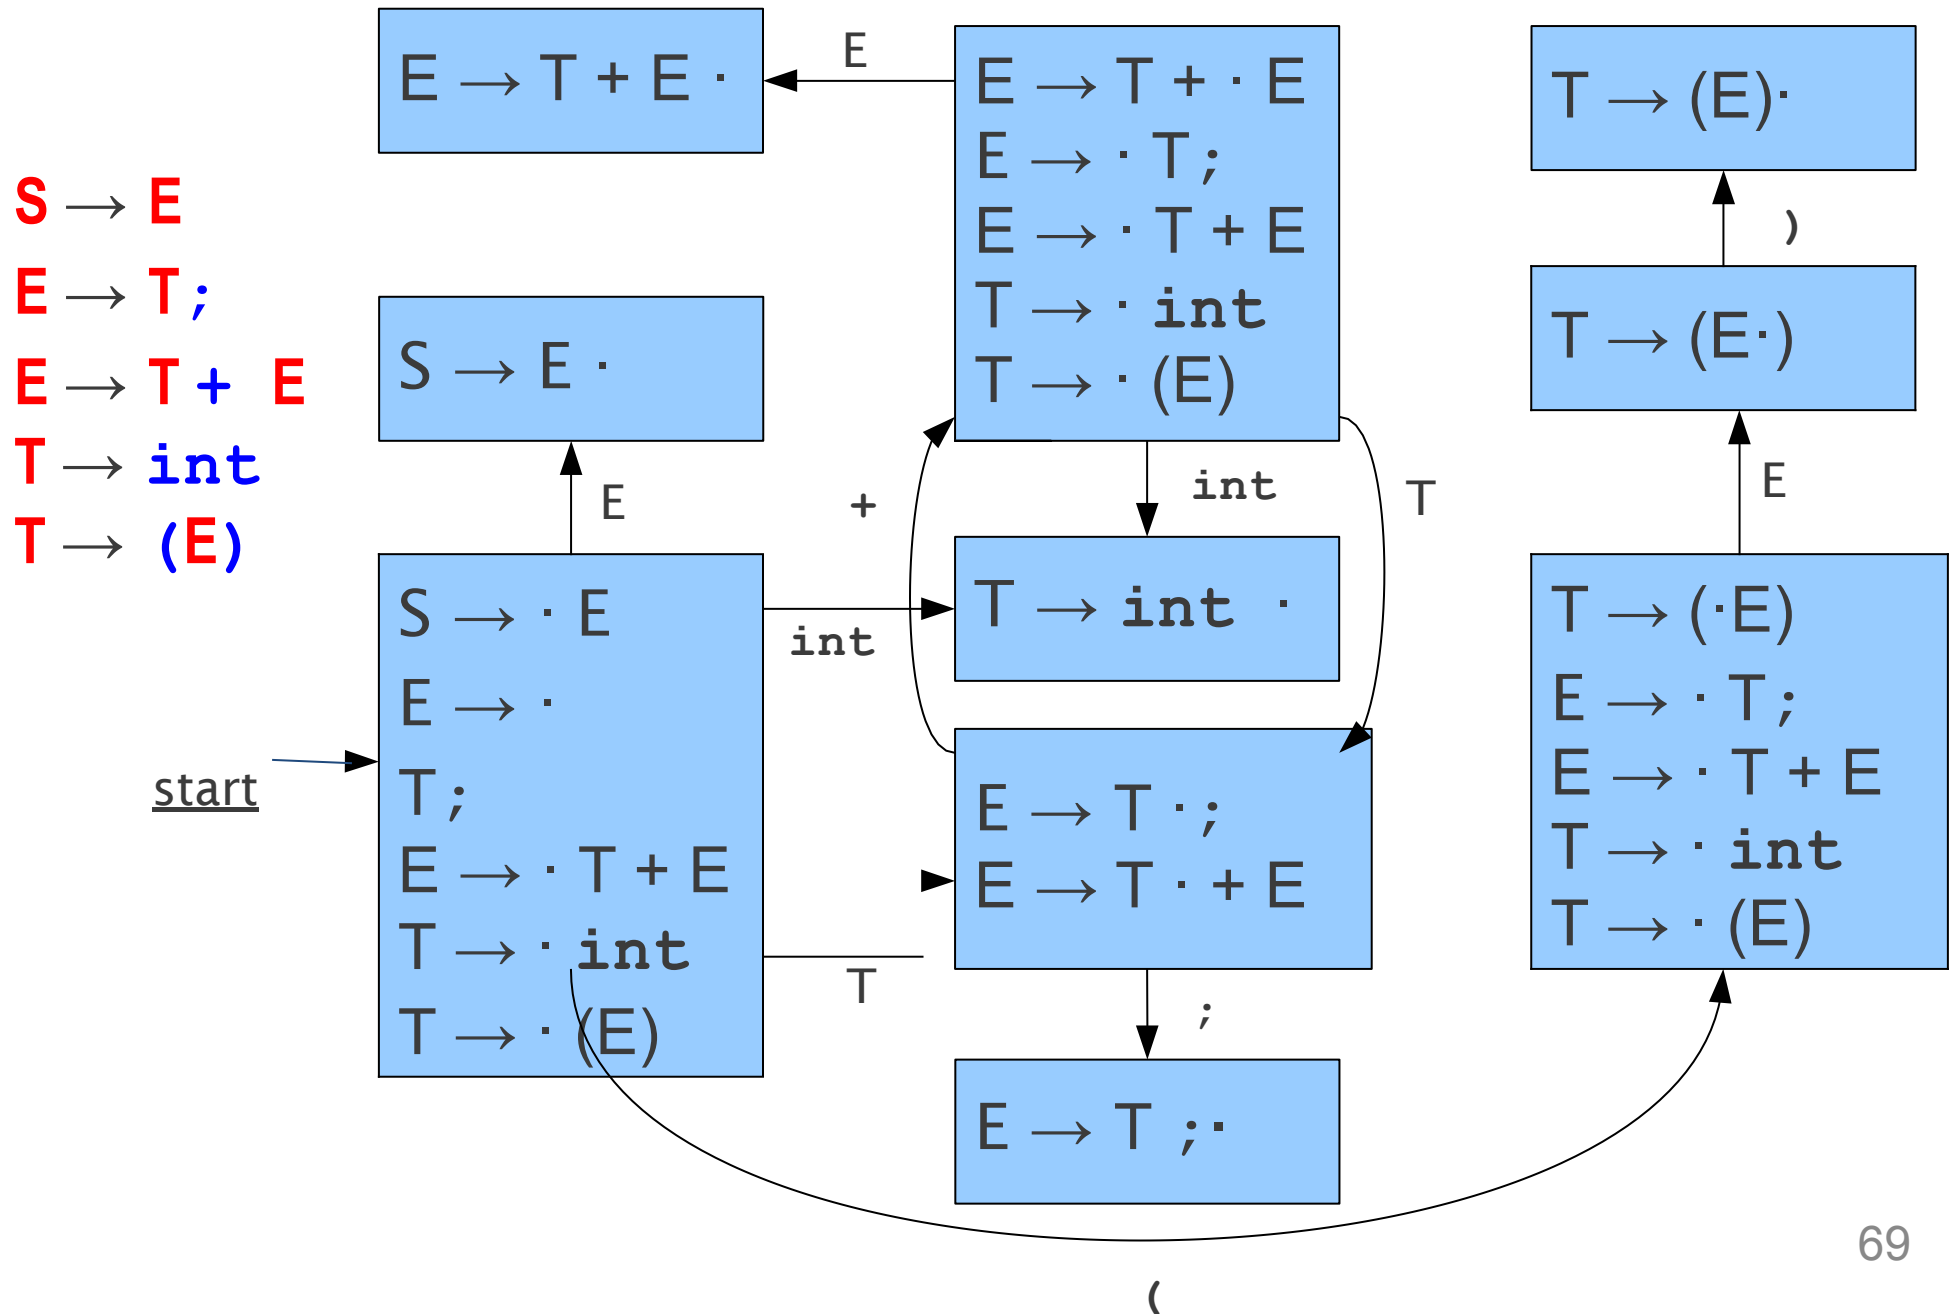 S → E
E → T;
E → T + E
T → int
T → (E)
start
E → T + E ·
E
S → E ·
E
S → · E
E → ·
T;
E → · T + E
T → · int
T → · (E)
int
T
+
E → T + · E
E → · T;
E → · T + E
T → · int
T → · (E)
int
T
T → int ·
E → T ·;
E → T · + E
;
E → T ;·
(
T → (E)·
)
T → (E·)
E
T → (·E)
E → · T;
E → · T + E
T → · int
T → · (E)
69